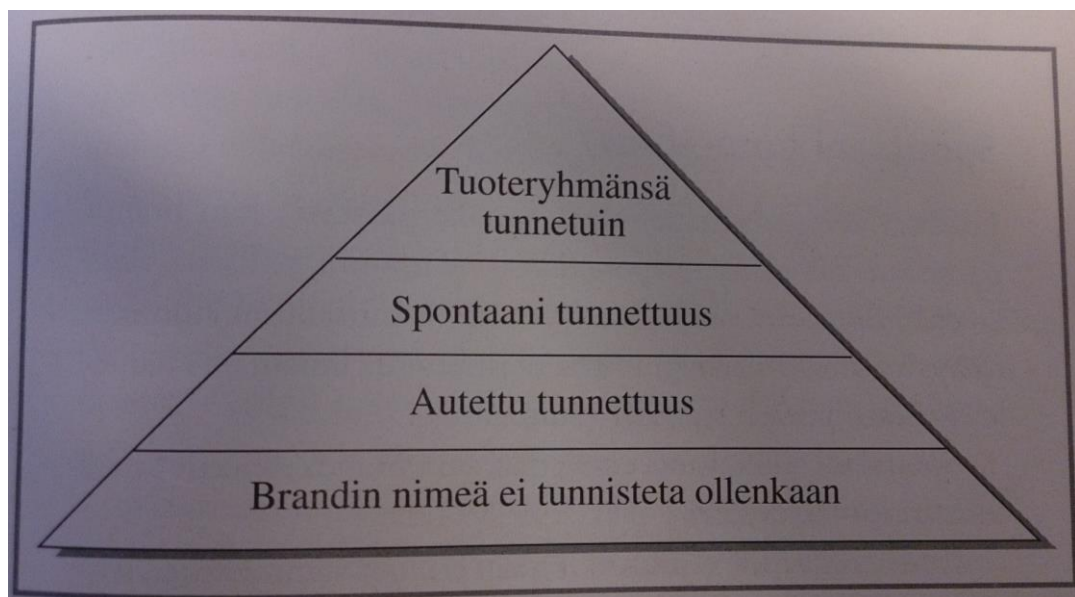 Tuoteryhmänsä
tunnetuin
Spontaani tunnettuus
Autettu tunnettuus
Brandin nimeä ei tunnisteta ollenkaan